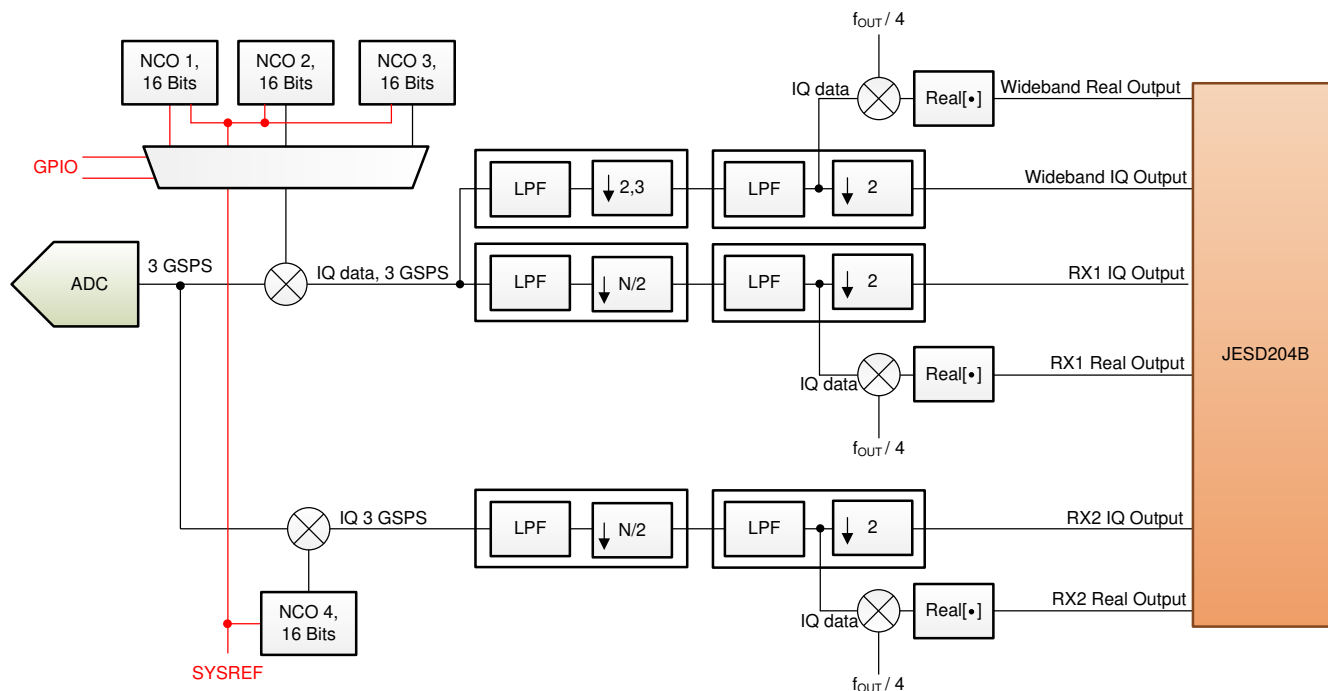 fOUT / 4
NCO 1,
16 Bits
NCO 2,
16 Bits
NCO 3,
16 Bits
IQ data
Real[•]
Wideband Real Output
GPIO
LPF
2,3
LPF
2
Wideband IQ Output
ADC
3 GSPS
IQ data, 3 GSPS
LPF
N/2
LPF
2
RX1 IQ Output
JESD204B
IQ data
Real[•]
RX1 Real Output
fOUT / 4
IQ 3 GSPS
LPF
N/2
LPF
2
RX2 IQ Output
NCO 4,
16 Bits
IQ data
Real[•]
RX2 Real Output
SYSREF
fOUT / 4